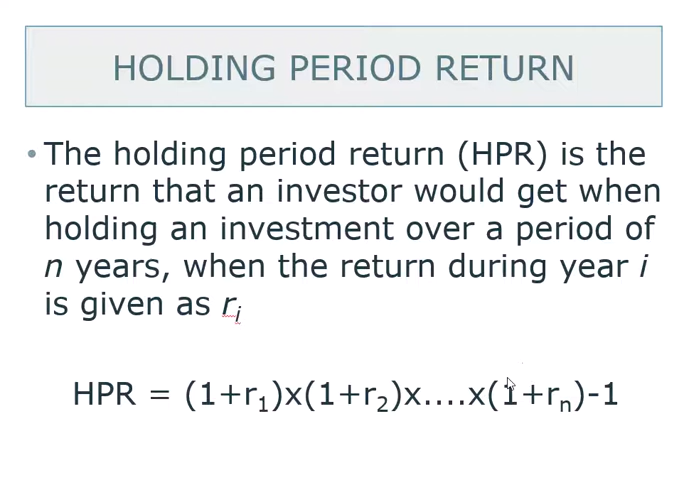 HOLDING PERIOD RETURN
• The holding period return (HPR) is the
return that an investor would get when
holding an investment over a period of
n years, when the return during year i
is given as rᵢ
HPR = (1+r₁)x(1+r₂)x....x(1+rₙ)-1